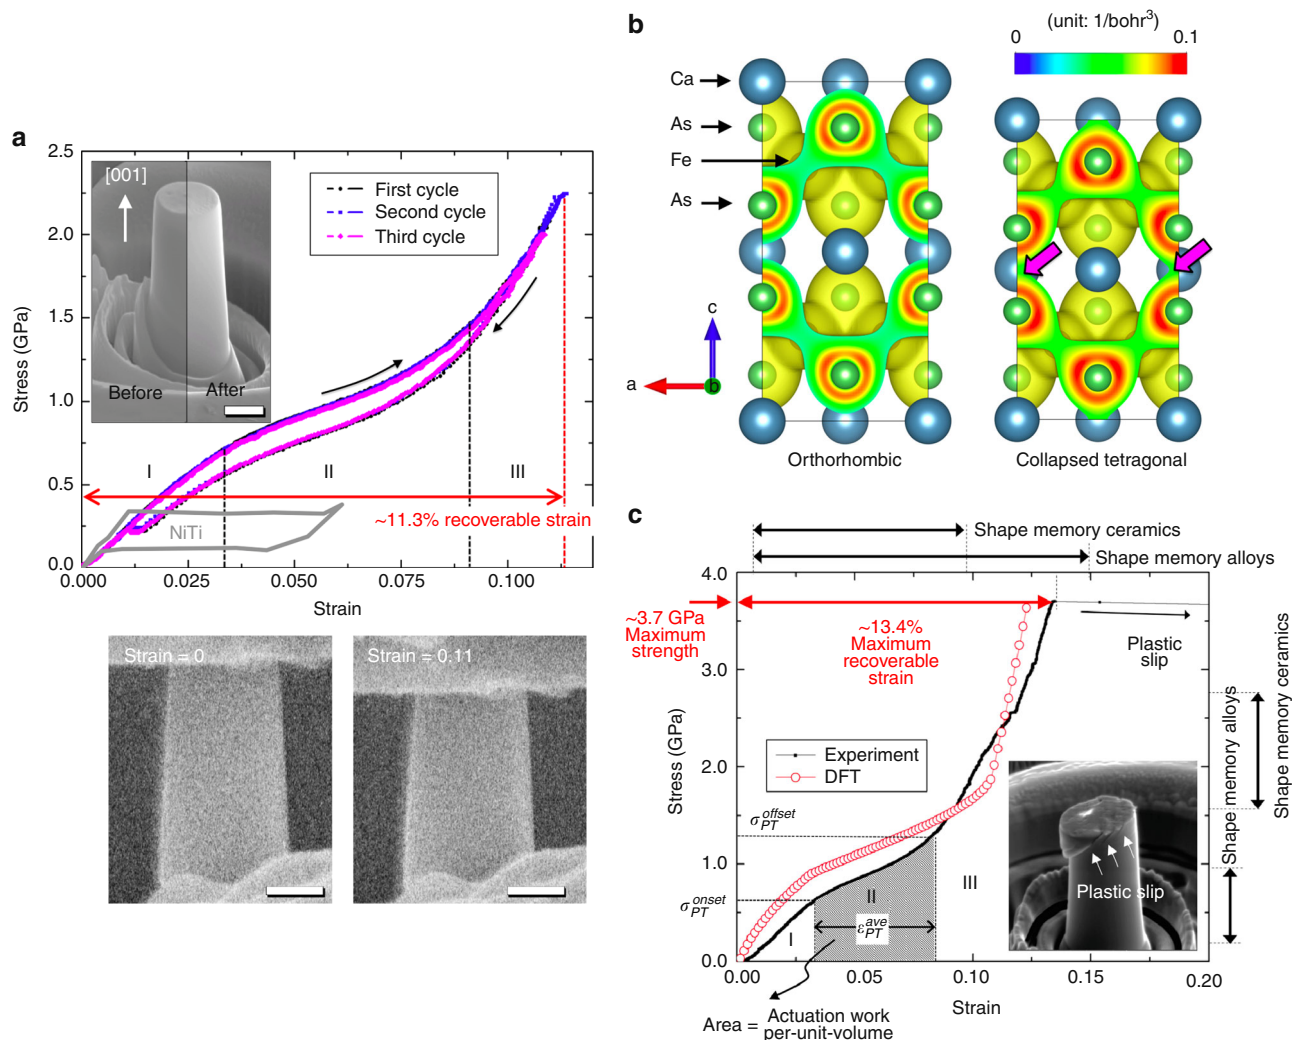 a
2.5
2.0
1.5
1.0
0.5
0.0
Stress (GPa)
[001]
Before
After
First cycle
Second cycle
Third cycle
I
II
III
~11.3% recoverable strain
NiTi
0.000
0.025
0.050
0.075
0.100
Strain
Strain = 0
Strain = 0.11
b
(unit: 1/bohr³)
0
0.1
Ca
As
Fe
As
c
a
b
Orthorhombic
Collapsed tetragonal
c
Shape memory ceramics
Shape memory alloys
4.0
3.0
2.0
1.0
0.0
Stress (GPa)
~3.7 GPa
Maximum
strength
~13.4%
Maximum
recoverable
strain
Plastic
slip
Experiment
DFT
σ_PT^offset
σ_PT^onset
I
II
III
ε_PT^ave
Plastic slip
Shape memory alloys
Shape memory ceramics
0.00
0.05
0.10
0.15
0.20
Strain
Area = Actuation work
per-unit-volume